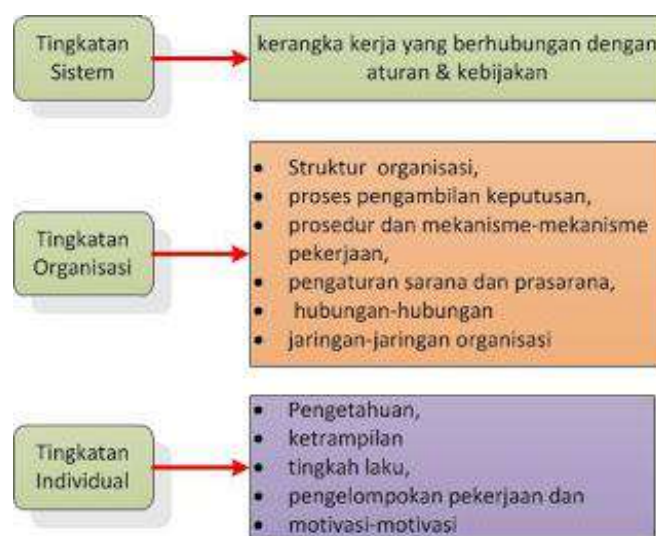 Tingkatan
Sistem
kerangka kerja yang berhubungan dengan
aturan & kebijakan
Tingkatan
Organisasi
• Struktur organisasi,
• proses pengambilan keputusan,
• prosedur dan mekanisme-mekanisme
pekerjaan,
• pengaturan sarana dan prasarana,
• hubungan-hubungan
• jaringan-jaringan organisasi
Tingkatan
Individual
• Pengetahuan,
• ketrampilan
• tingkah laku,
• pengelompokan pekerjaan dan
• motivasi-motivasi